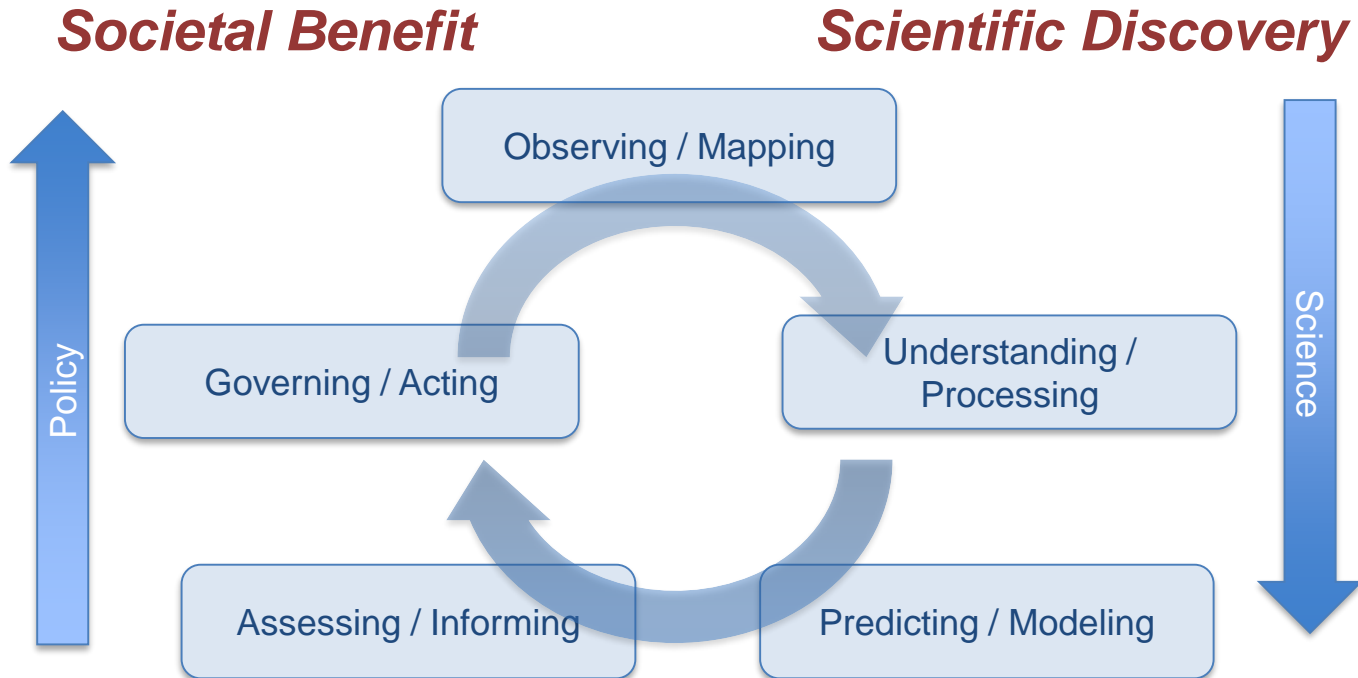 Societal Benefit
Scientific Discovery
Observing / Mapping
Policy
Governing / Acting
Understanding /
Processing
Science
Assessing / Informing
Predicting / Modeling